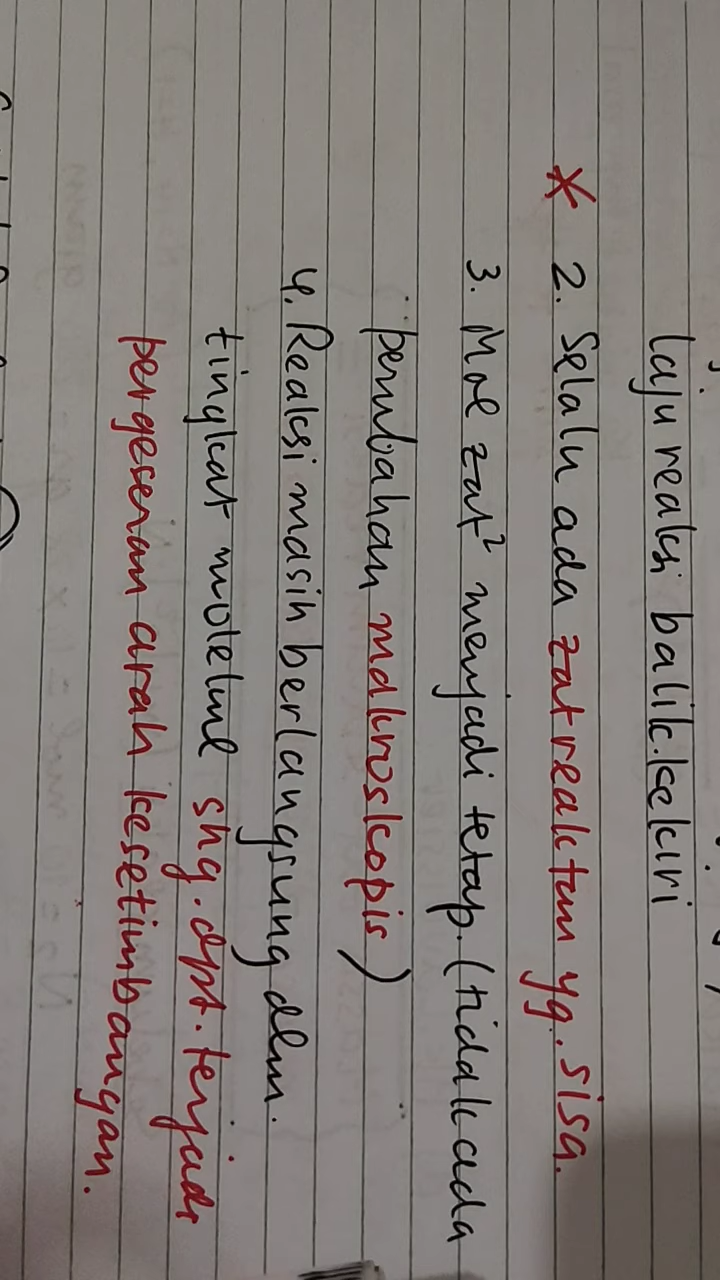 laju reaksi balik.kekiri
* 2. Selalu ada zat reaktan yg. sisa.
3. Mol zat² menjadi tetap. (tidak ada
perubahan makroskopis)
4. Reaksi masih berlangsung dlm.
tingkat molekul shg. dpt. terjadi
pergeseran arah kesetimbangan.